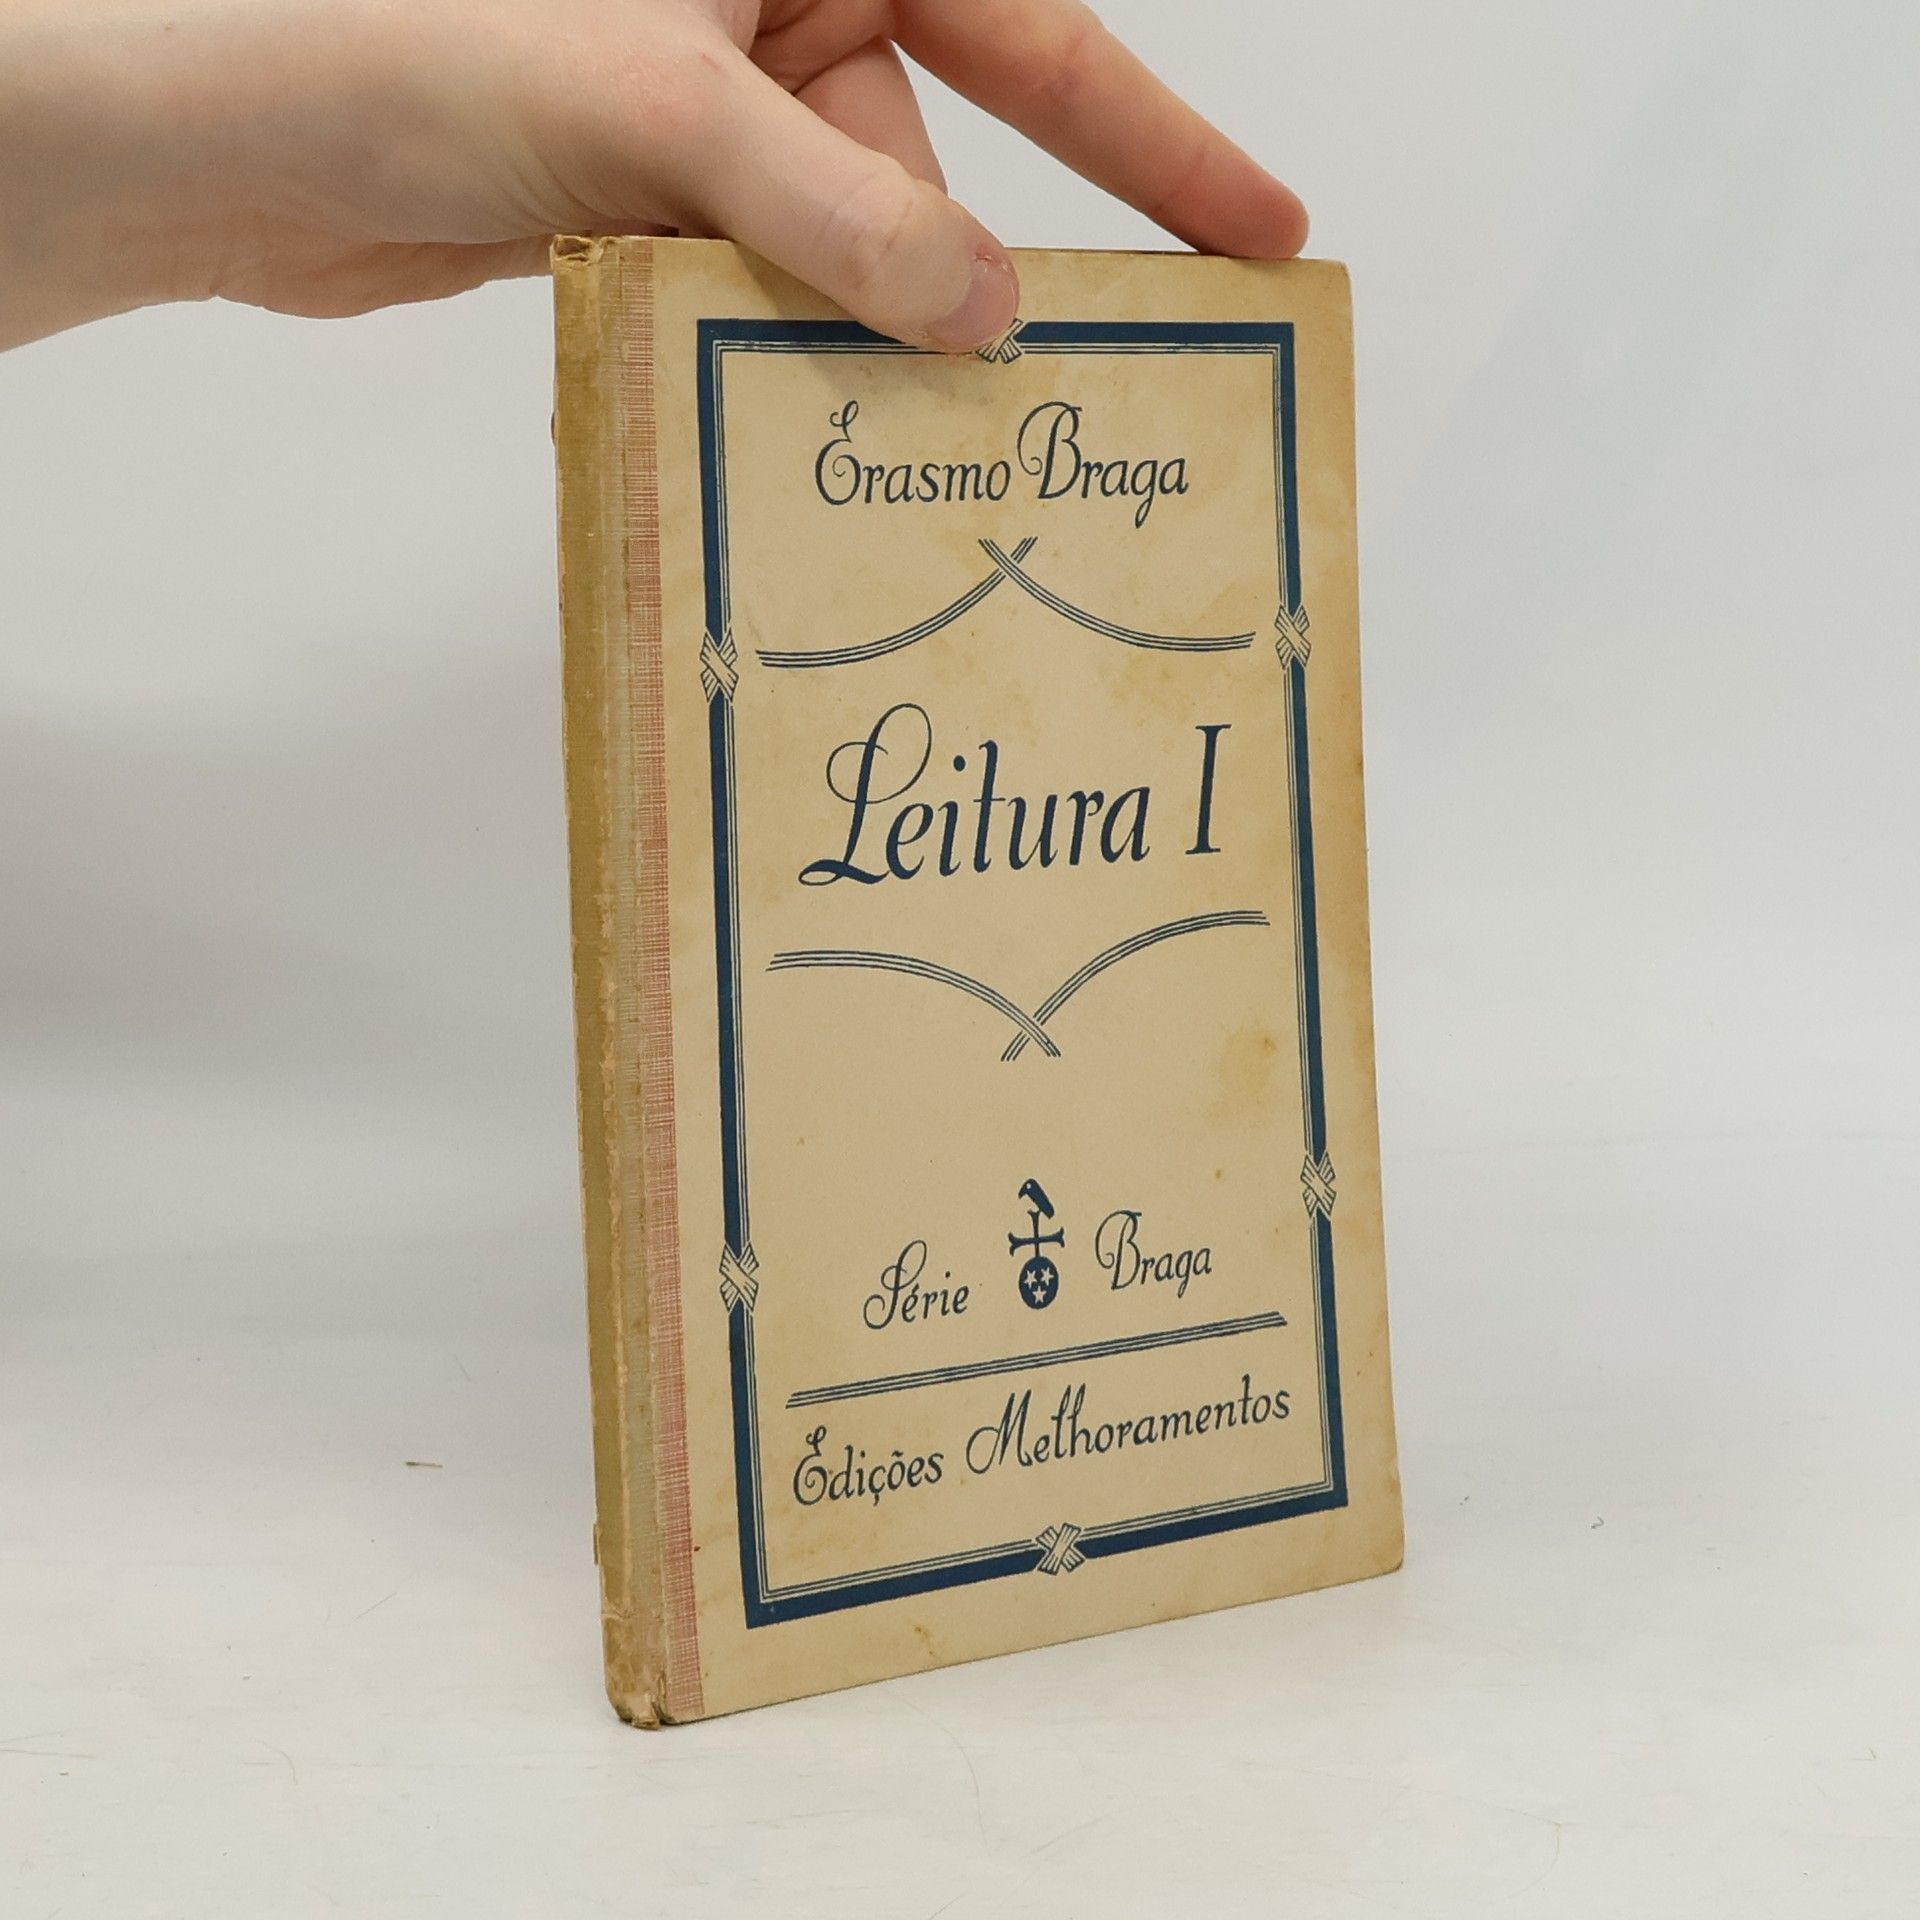 Erasmo Braga
Leitura I
Série Braga
Edições Melhoramentos